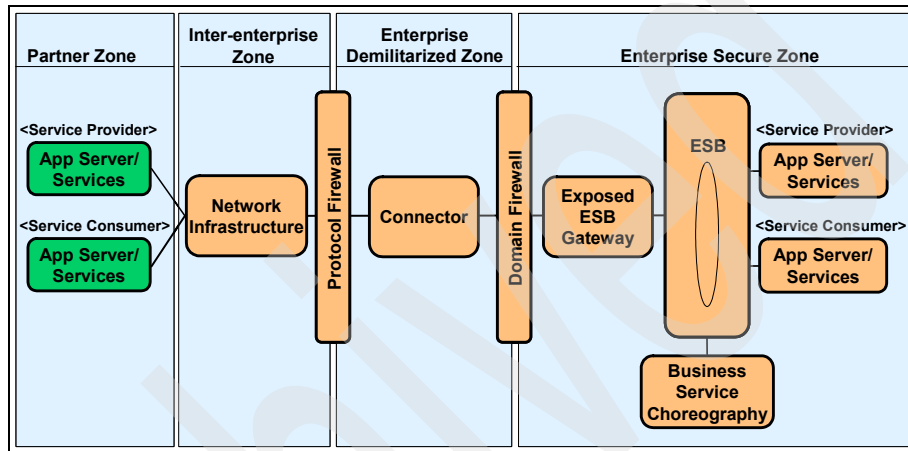 Partner Zone
Inter-enterprise
Zone
Enterprise
Demilitarized Zone
Enterprise Secure Zone
<Service Provider>
App Server/
Services
<Service Consumer>
App Server/
Services
Network
Infrastructure
Protocol Firewall
Connector
Domain Firewall
Exposed
ESB
Gateway
ESB
<Service Provider>
App Server/
Services
<Service Consumer>
App Server/
Services
Business
Service
Choreography